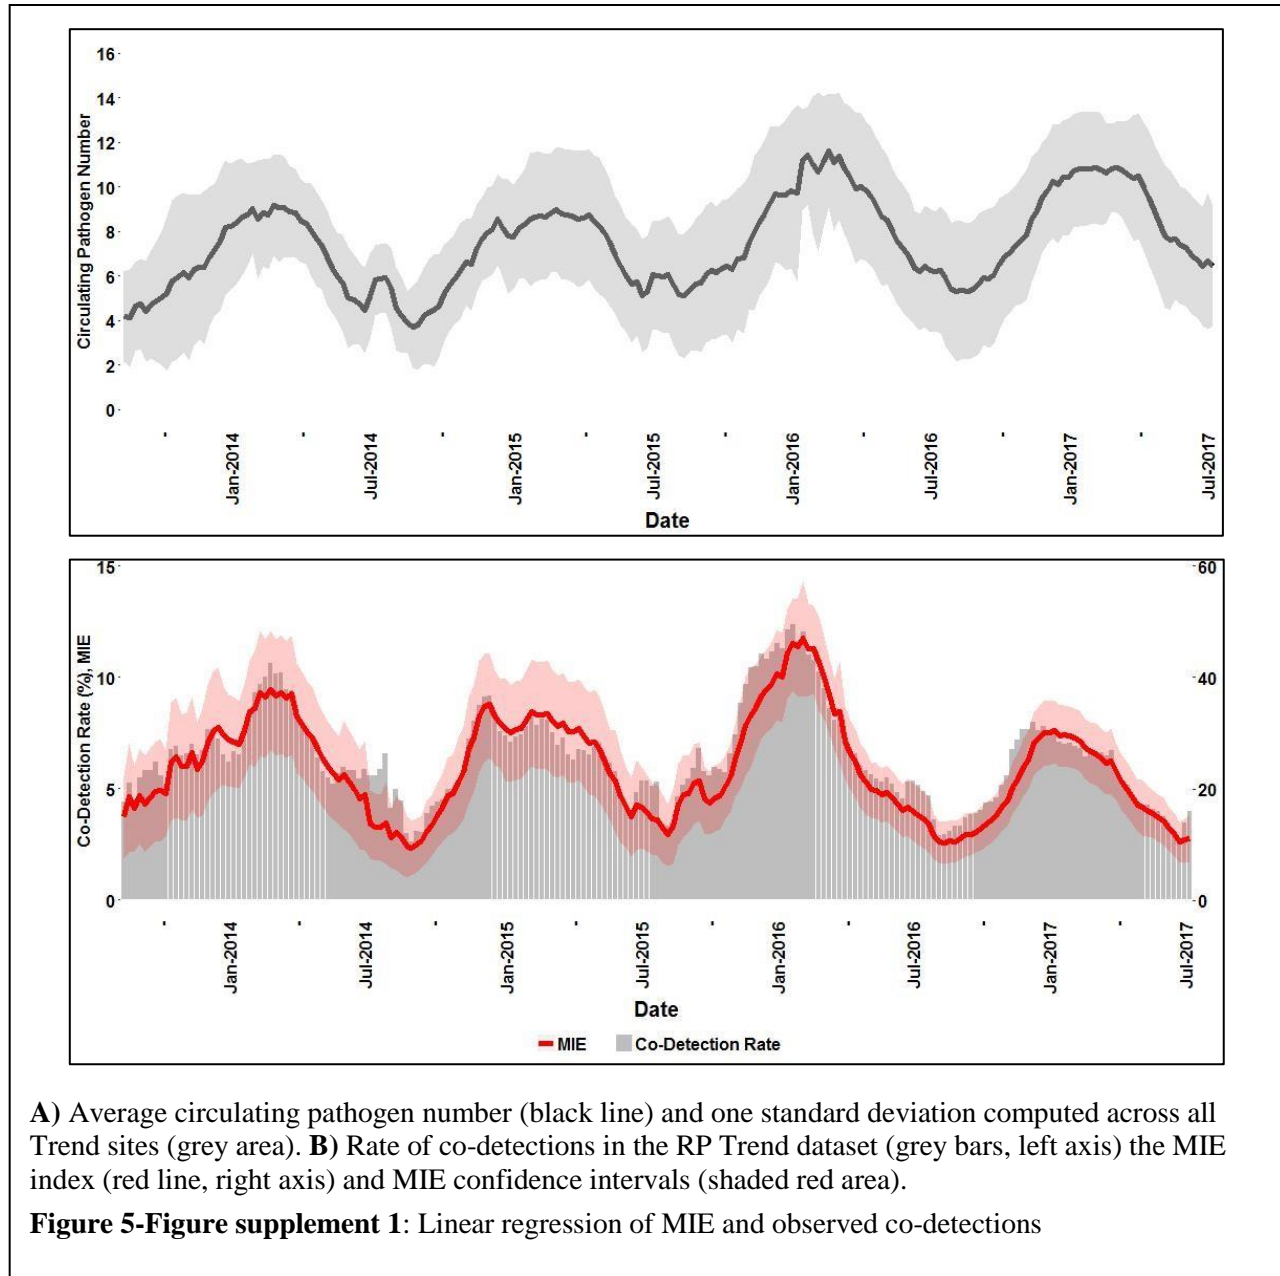 16
14
12
10
8
6
4
2
0
Circulating Pathogen Number
Jan-2014
Jul-2014
Jan-2015
Jul-2015
Jan-2016
Jul-2016
Jan-2017
Jul-2017
Date
15
10
5
0
Co-Detection Rate (%), MIE
60
40
20
0
Jan-2014
Jul-2014
Jan-2015
Jul-2015
Jan-2016
Jul-2016
Jan-2017
Jul-2017
Date
MIE Co-Detection Rate
A) Average circulating pathogen number (black line) and one standard deviation computed across all
Trend sites (grey area). B) Rate of co-detections in the RP Trend dataset (grey bars, left axis) the MIE
index (red line, right axis) and MIE confidence intervals (shaded red area).
Figure 5-Figure supplement 1: Linear regression of MIE and observed co-detections